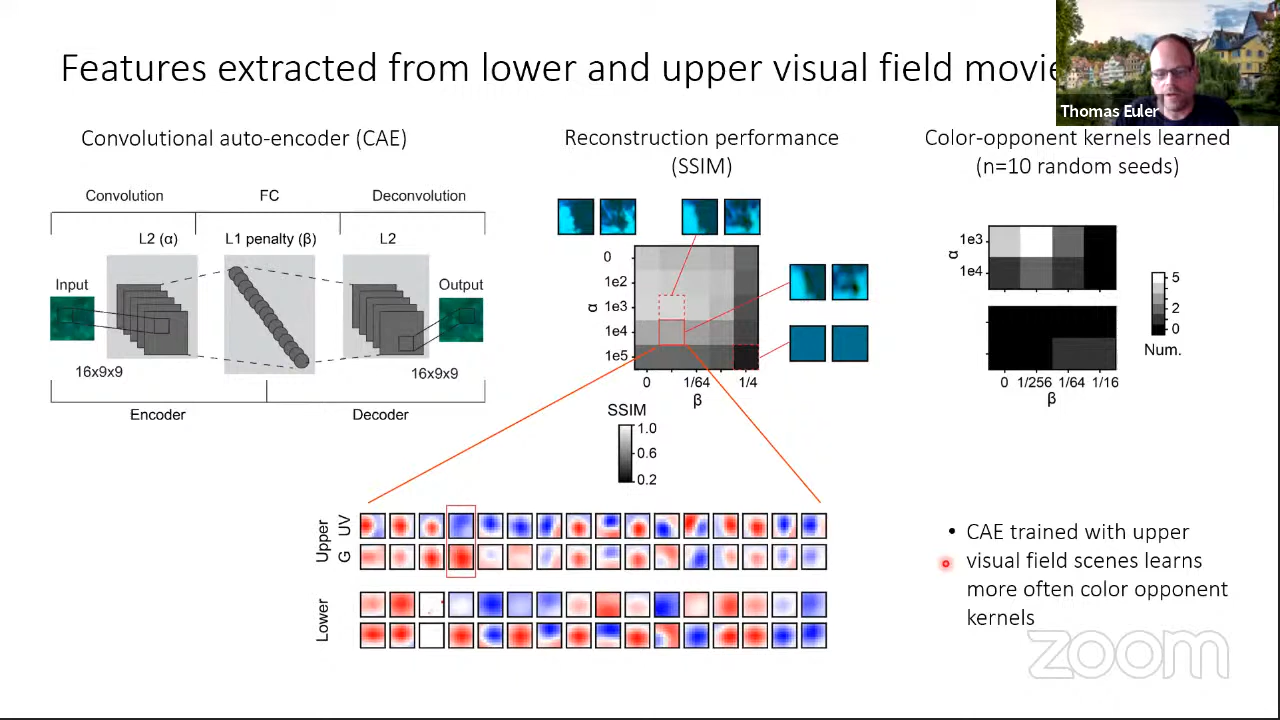 Features extracted from lower and upper visual field movie
Thomas Euler
Convolutional auto-encoder (CAE)
Convolution
FC
Deconvolution
L2 (α)
L1 penalty (β)
L2
Input
Output
16x9x9
16x9x9
Encoder
Decoder
Reconstruction performance
(SSIM)
α
0
1e2
1e3
1e4
1e5
0
1/64
1/4
β
SSIM
1.0
0.6
0.2
Color-opponent kernels learned
(n=10 random seeds)
α
1e3
1e4
0
1/256
1/64
1/16
β
5
2
0
Num.
Upper
UV
G
Lower
• CAE trained with upper
visual field scenes learns
more often color opponent
kernels
zoom